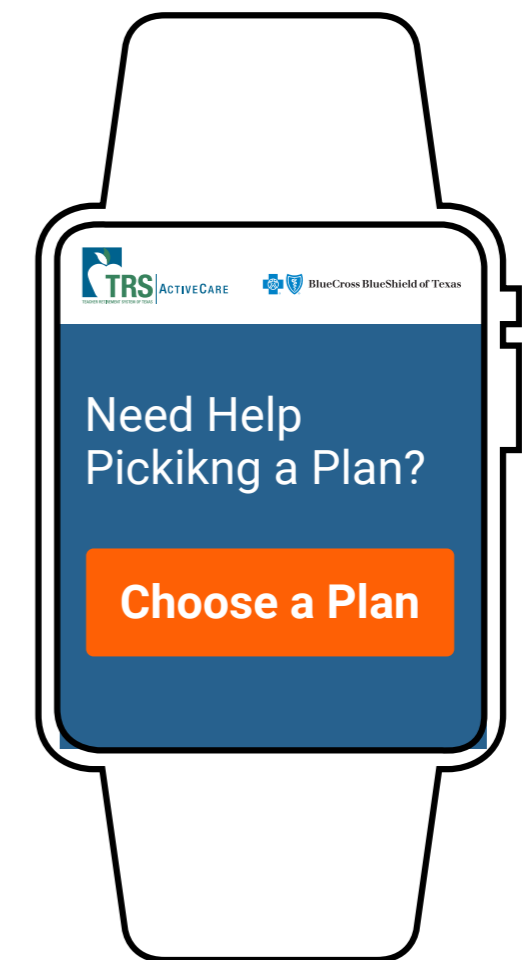 TRS ACTIVECARE
TEACHER RETIREMENT SYSTEM OF TEXAS
BlueCross BlueShield of Texas
Need Help
Pickikng a Plan?
Choose a Plan